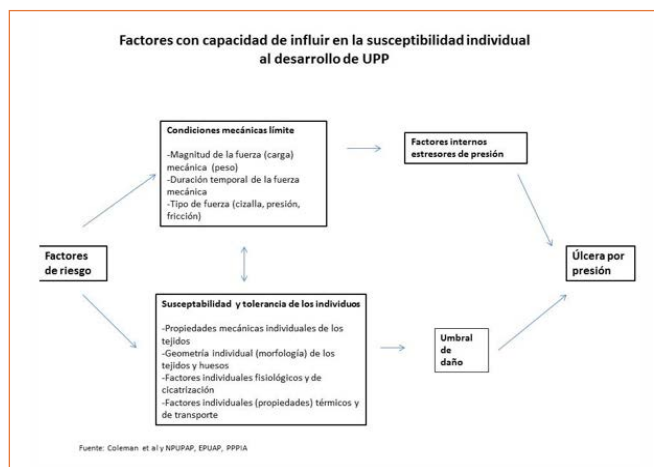 Factores con capacidad de influir en la susceptibilidad individual
al desarrollo de UPP
Condiciones mecánicas límite
-Magnitud de la fuerza (carga)
mecánica (peso)
-Duración temporal de la fuerza
mecánica
-Tipo de fuerza (cizalla, presión,
fricción)
Factores internos
estresores de presión
Factores
de riesgo
Úlcera por
presión
Susceptabilidad y tolerancia de los individuos
-Propiedades mecánicas individuales de los
tejidos
-Geometría individual (morfología) de los
tejidos y huesos
-Factores individuales fisiológicos y de
cicatrización
-Factores individuales (propiedades) térmicos y
de transporte
Umbral
de
daño
Fuente: Coleman et al y NPUPAP, EPUAP, PPPIA